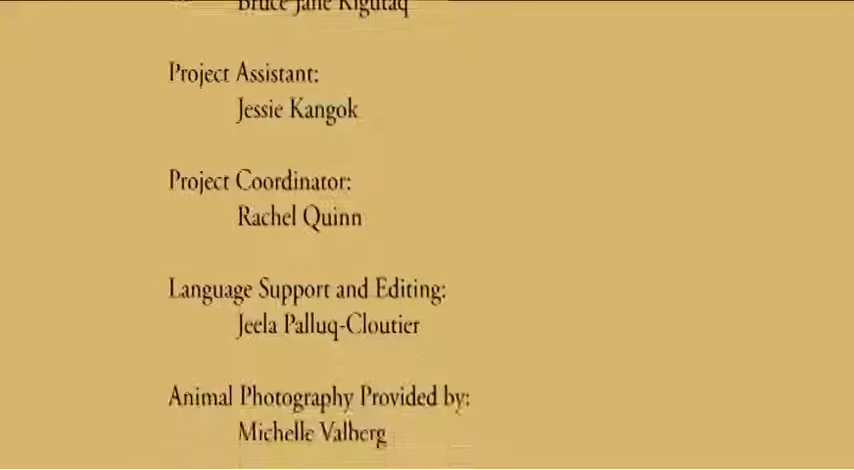 Bruce Jane Kigutaq
Project Assistant:
Jessie Kangok
Project Coordinator:
Rachel Quinn
Language Support and Editing:
Jeela Palluq-Cloutier
Animal Photography Provided by:
Michelle Valberg